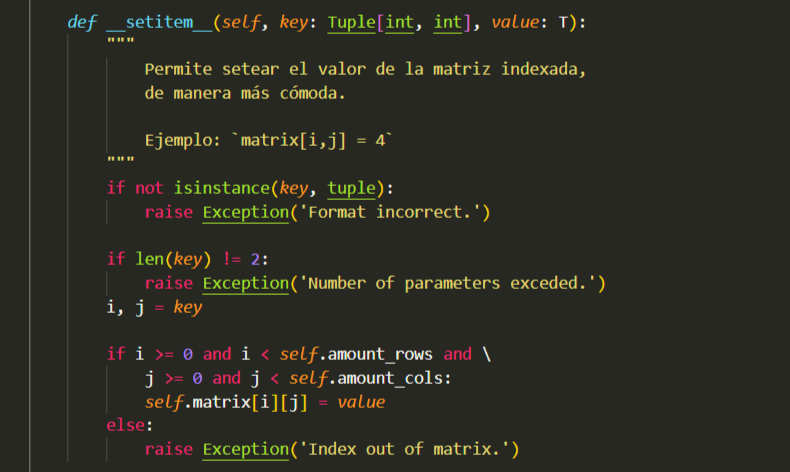 def __setitem__(self, key: Tuple[int, int], value: T):
"""
Permite setear el valor de la matriz indexada,
de manera más cómoda.
Ejemplo: `matrix[i,j] = 4`
"""
if not isinstance(key, tuple):
raise Exception('Format incorrect.')
if len(key) != 2:
raise Exception('Number of parameters exceded.')
i, j = key
if i >= 0 and i < self.amount_rows and \
j >= 0 and j < self.amount_cols:
self.matrix[i][j] = value
else:
raise Exception('Index out of matrix.')